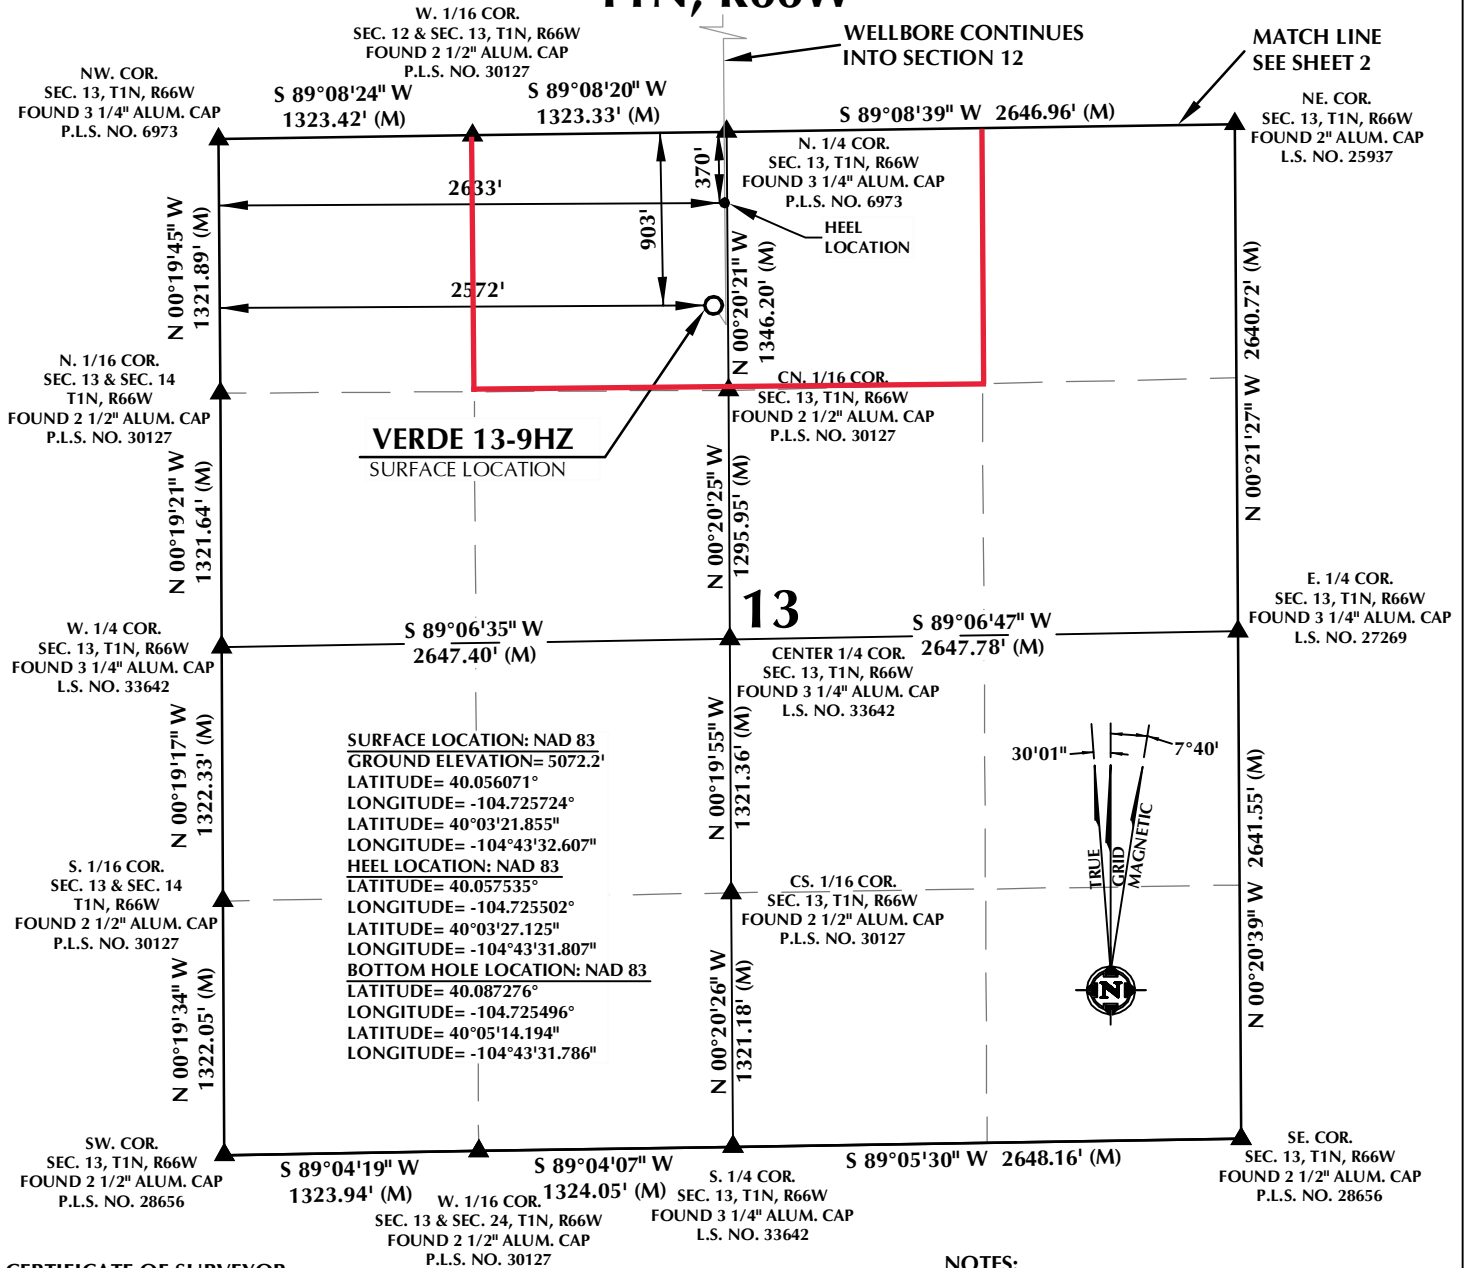 T1N, R66W
W. 1/16 COR.
SEC. 12 & SEC. 13, T1N, R66W
FOUND 2 1/2" ALUM. CAP
P.L.S. NO. 30127
WELLBORE CONTINUES
INTO SECTION 12
MATCH LINE
SEE SHEET 2
NW. COR.
SEC. 13, T1N, R66W
FOUND 3 1/4" ALUM. CAP
P.L.S. NO. 6973
S 89°08'24" W
1323.42' (M)
S 89°08'20" W
1323.33' (M)
S 89°08'39" W 2646.96' (M)
NE. COR.
SEC. 13, T1N, R66W
FOUND 2" ALUM. CAP
L.S. NO. 25937
N. 1/4 COR.
SEC. 13, T1N, R66W
FOUND 3 1/4" ALUM. CAP
P.L.S. NO. 6973
370'
2633'
903'
HEEL
LOCATION
N 00°19'45" W
1321.89' (M)
2572'
N 00°20'21" W
1346.20' (M)
N 00°21'27" W 2640.72' (M)
N. 1/16 COR.
SEC. 13 & SEC. 14
T1N, R66W
FOUND 2 1/2" ALUM. CAP
P.L.S. NO. 30127
CN. 1/16 COR.
SEC. 13, T1N, R66W
FOUND 2 1/2" ALUM. CAP
P.L.S. NO. 30127
VERDE 13-9HZ
SURFACE LOCATION
N 00°19'21" W
1321.64' (M)
N 00°20'25" W
1295.95' (M)
13
E. 1/4 COR.
SEC. 13, T1N, R66W
FOUND 3 1/4" ALUM. CAP
L.S. NO. 27269
W. 1/4 COR.
SEC. 13, T1N, R66W
FOUND 3 1/4" ALUM. CAP
L.S. NO. 33642
S 89°06'35" W
2647.40' (M)
S 89°06'47" W
2647.78' (M)
CENTER 1/4 COR.
SEC. 13, T1N, R66W
FOUND 3 1/4" ALUM. CAP
L.S. NO. 33642
N 00°19'17" W
1322.33' (M)
SURFACE LOCATION: NAD 83
GROUND ELEVATION= 5072.2'
LATITUDE= 40.056071°
LONGITUDE= -104.725724°
LATITUDE= 40°03'21.855"
LONGITUDE= -104°43'32.607"
HEEL LOCATION: NAD 83
LATITUDE= 40.057535°
LONGITUDE= -104.725502°
LATITUDE= 40°03'27.125"
LONGITUDE= -104°43'31.807"
BOTTOM HOLE LOCATION: NAD 83
LATITUDE= 40.087276°
LONGITUDE= -104.725496°
LATITUDE= 40°05'14.194"
LONGITUDE= -104°43'31.786"
N 00°19'55" W
1321.36' (M)
30'01"
7°40'
TRUE
GRID
MAGNETIC
N
N 00°20'39" W 2641.55' (M)
S. 1/16 COR.
SEC. 13 & SEC. 14
T1N, R66W
FOUND 2 1/2" ALUM. CAP
P.L.S. NO. 30127
CS. 1/16 COR.
SEC. 13, T1N, R66W
FOUND 2 1/2" ALUM. CAP
P.L.S. NO. 30127
N 00°19'34" W
1322.05' (M)
N 00°20'26" W
1321.18' (M)
SW. COR.
SEC. 13, T1N, R66W
FOUND 2 1/2" ALUM. CAP
P.L.S. NO. 28656
S 89°04'19" W
1323.94' (M)
S 89°04'07" W
1324.05' (M)
W. 1/16 COR.
SEC. 13 & SEC. 24, T1N, R66W
FOUND 2 1/2" ALUM. CAP
P.L.S. NO. 30127
S. 1/4 COR.
SEC. 13, T1N, R66W
FOUND 3 1/4" ALUM. CAP
L.S. NO. 33642
S 89°05'30" W 2648.16' (M)
SE. COR.
SEC. 13, T1N, R66W
FOUND 2 1/2" ALUM. CAP
P.L.S. NO. 28656
CERTIFICATE OF SURVEYOR
NOTES: